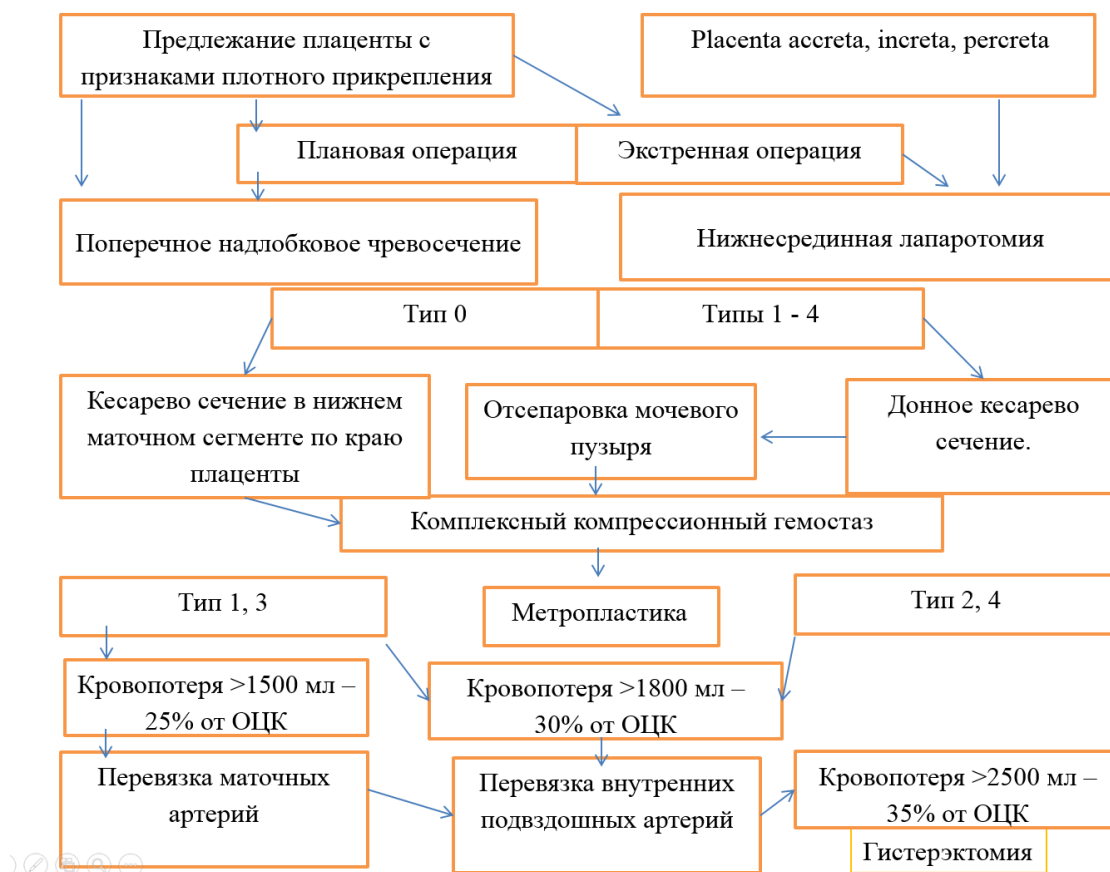 Предлежание плаценты с
признаками плотного прикрепления
Placenta accreta, increta, percreta
Плановая операция
Экстренная операция
Поперечное надлобковое чревосечение
Нижнесрединная лапаротомия
Тип 0
Типы 1 - 4
Кесарево сечение в нижнем
маточном сегменте по краю
плаценты
Отсепаровка мочевого
пузыря
Донное кесарево
сечение.
Комплексный компрессионный гемостаз
Тип 1, 3
Метропластика
Тип 2, 4
Кровопотеря >1500 мл –
25% от ОЦК
Кровопотеря >1800 мл –
30% от ОЦК
Перевязка маточных
артерий
Перевязка внутренних
подвздошных артерий
Кровопотеря >2500 мл –
35% от ОЦК
Гистерэктомия